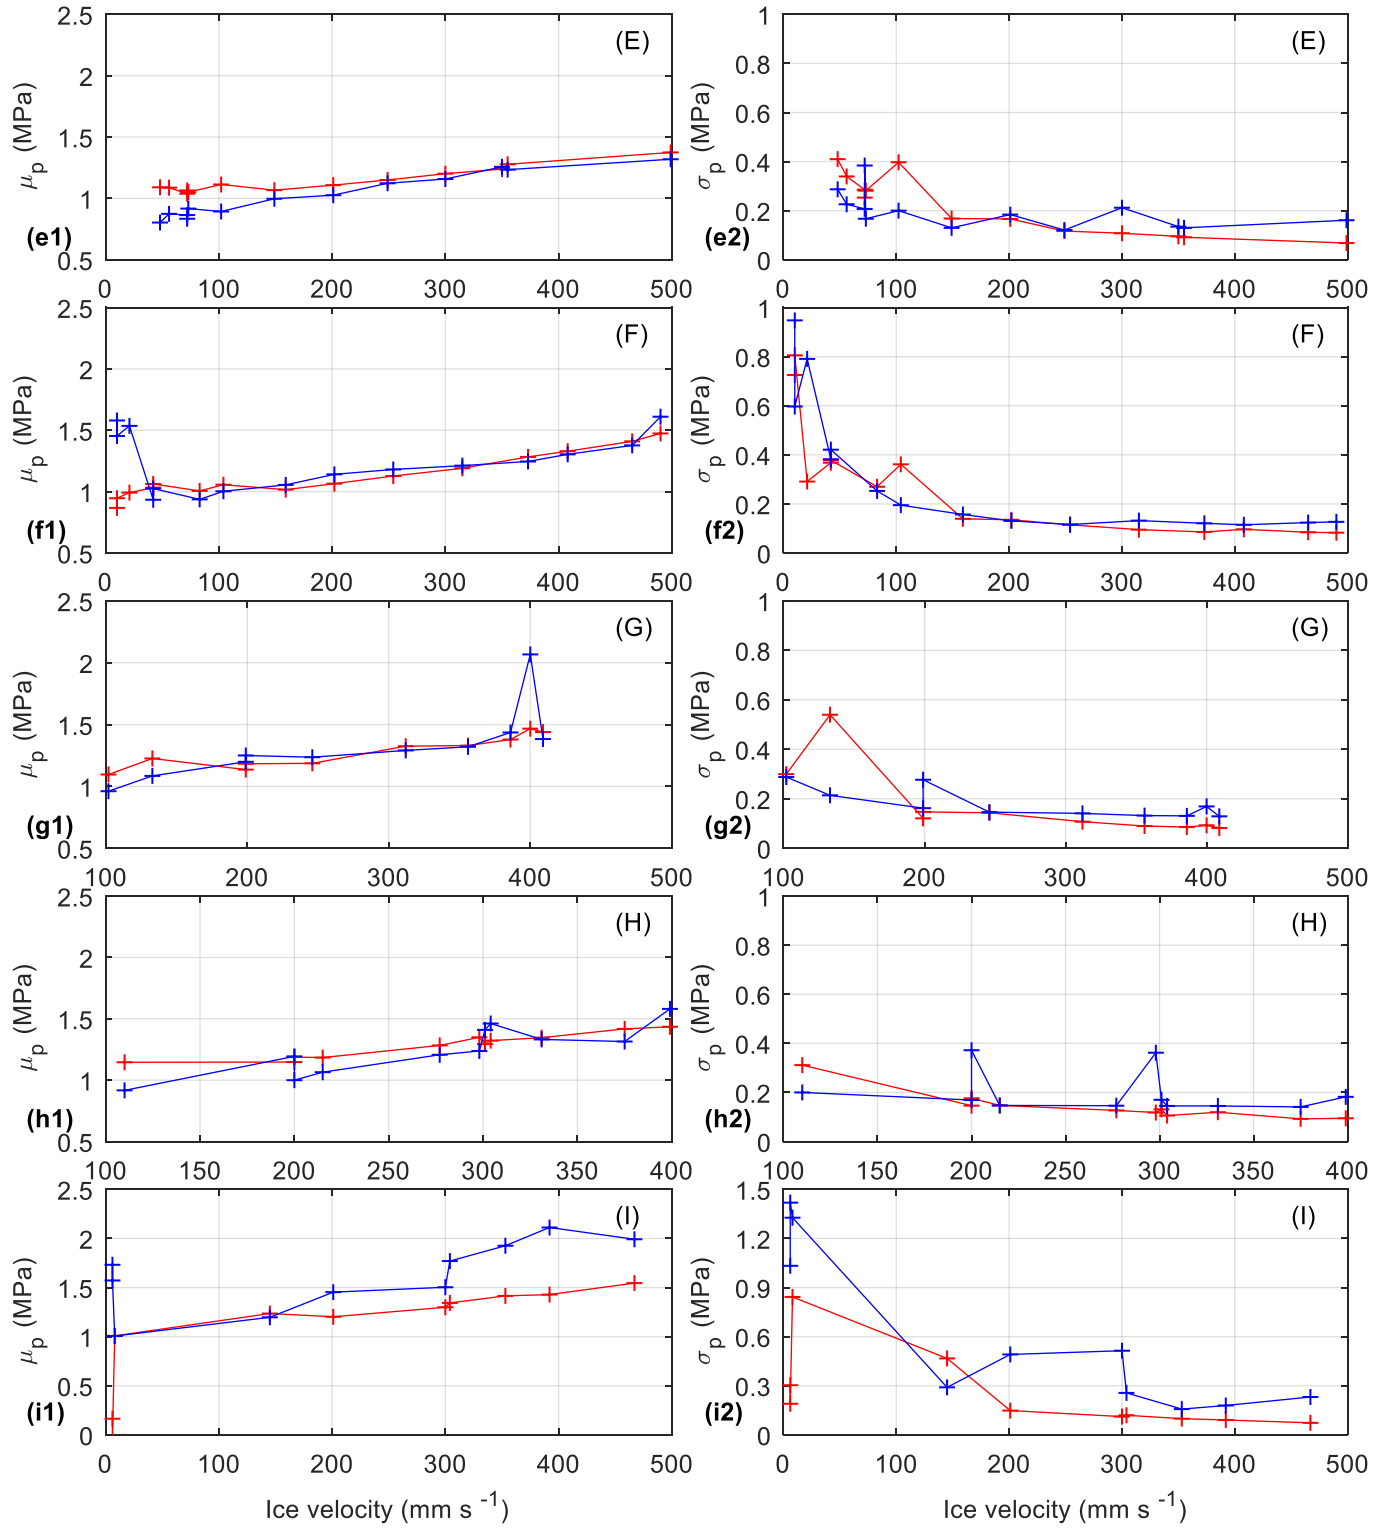 2.5 2 1.5 1 0.5
μp (MPa)
(E)
(e1)
0 100 200 300 400 500
1 0.8 0.6 0.4 0.2 0
σp (MPa)
(E)
(e2)
0 100 200 300 400 500
2.5 2 1.5 1 0.5
μp (MPa)
(F)
(f1)
0 100 200 300 400 500
1 0.8 0.6 0.4 0.2 0
σp (MPa)
(F)
(f2)
0 100 200 300 400 500
2.5 2 1.5 1 0.5
μp (MPa)
(G)
(g1)
100 200 300 400 500
1 0.8 0.6 0.4 0.2 0
σp (MPa)
(G)
(g2)
100 200 300 400 500
2.5 2 1.5 1 0.5
μp (MPa)
(H)
(h1)
100 150 200 250 300 350 400
1 0.8 0.6 0.4 0.2 0
σp (MPa)
(H)
(h2)
100 150 200 250 300 350 400
2.5 2 1.5 1 0.5 0
μp (MPa)
(I)
(i1)
0 100 200 300 400 500
Ice velocity (mm s -1)
1.5 1.2 0.9 0.6 0.3 0
σp (MPa)
(I)
(i2)
0 100 200 300 400 500
Ice velocity (mm s -1)